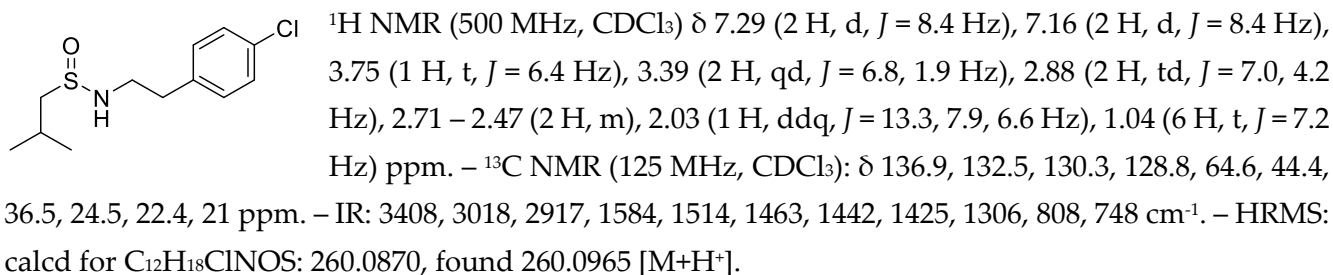 O
S
N
H
Cl
¹H NMR (500 MHz, CDCl₃) δ 7.29 (2 H, d, J = 8.4 Hz), 7.16 (2 H, d, J = 8.4 Hz),
3.75 (1 H, t, J = 6.4 Hz), 3.39 (2 H, qd, J = 6.8, 1.9 Hz), 2.88 (2 H, td, J = 7.0, 4.2
Hz), 2.71 – 2.47 (2 H, m), 2.03 (1 H, ddq, J = 13.3, 7.9, 6.6 Hz), 1.04 (6 H, t, J = 7.2
Hz) ppm. – ¹³C NMR (125 MHz, CDCl₃): δ 136.9, 132.5, 130.3, 128.8, 64.6, 44.4,
36.5, 24.5, 22.4, 21 ppm. – IR: 3408, 3018, 2917, 1584, 1514, 1463, 1442, 1425, 1306, 808, 748 cm⁻¹. – HRMS:
calcd for C₁₂H₁₈ClNOS: 260.0870, found 260.0965 [M+H⁺].